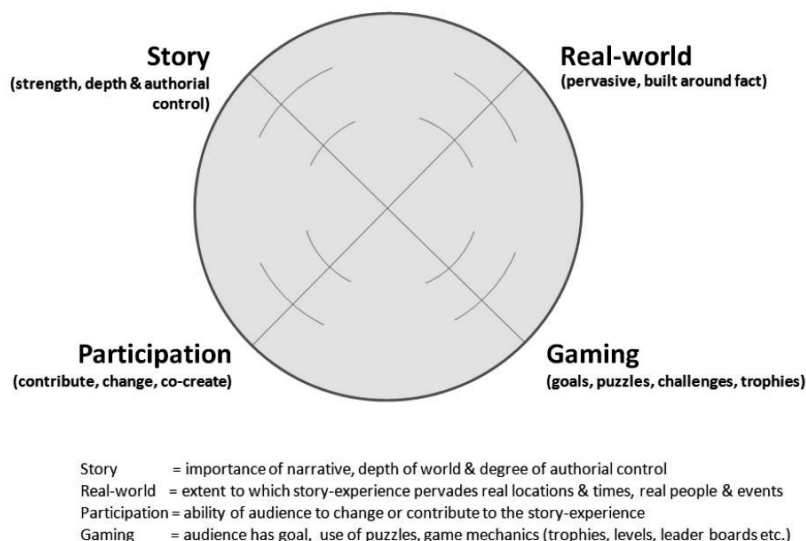 Story
(strength, depth & authorial
control)
Real-world
(pervasive, built around fact)
Participation
(contribute, change, co-create)
Gaming
(goals, puzzles, challenges, trophies)
Story = importance of narrative, depth of world & degree of authorial control
Real-world = extent to which story-experience pervades real locations & times, real people & events
Participation = ability of audience to change or contribute to the story-experience
Gaming = audience has goal, use of puzzles, game mechanics (trophies, levels, leader boards etc.)